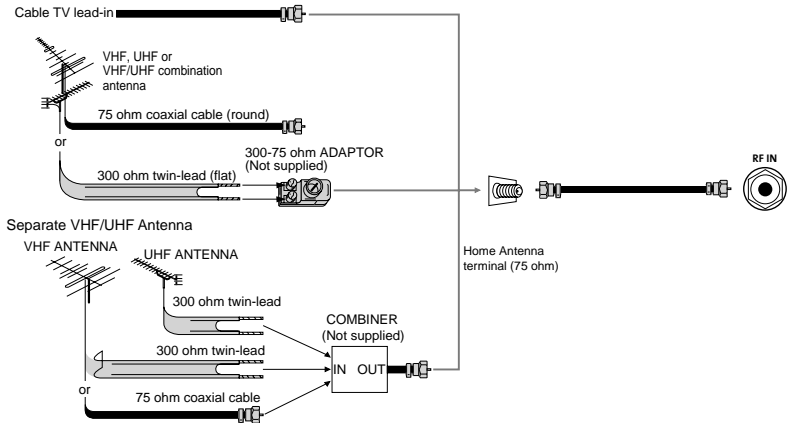 Cable TV lead-in
VHF, UHF or
VHF/UHF combination
antenna
75 ohm coaxial cable (round)
or
300-75 ohm ADAPTOR
(Not supplied)
300 ohm twin-lead (flat)
RF IN
Separate VHF/UHF Antenna
VHF ANTENNA
UHF ANTENNA
Home Antenna
terminal (75 ohm)
300 ohm twin-lead
COMBINER
(Not supplied)
300 ohm twin-lead
IN OUT
or
75 ohm coaxial cable